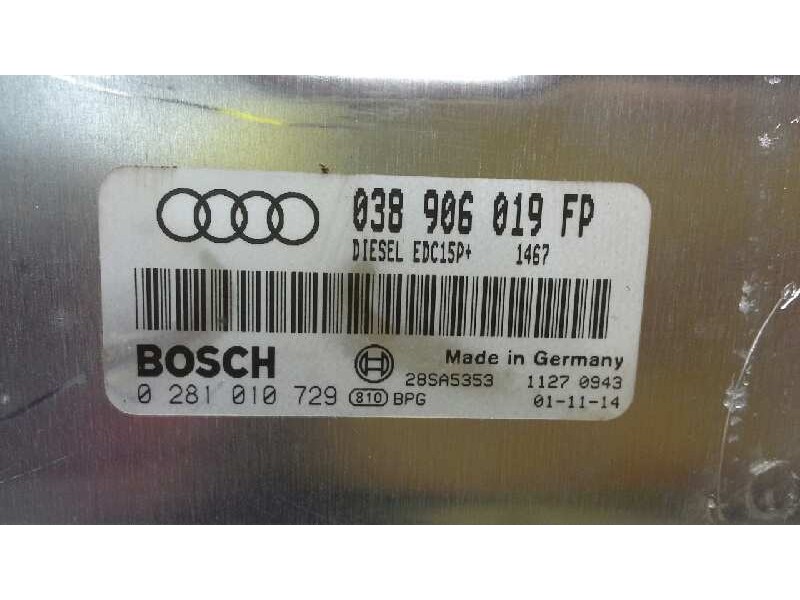 038 906 019 FP
DIESEL EDC15P+ 1467
BOSCH Made in Germany
28SA5353 1127 0943
0 281 010 729 810 BPG 01-11-14